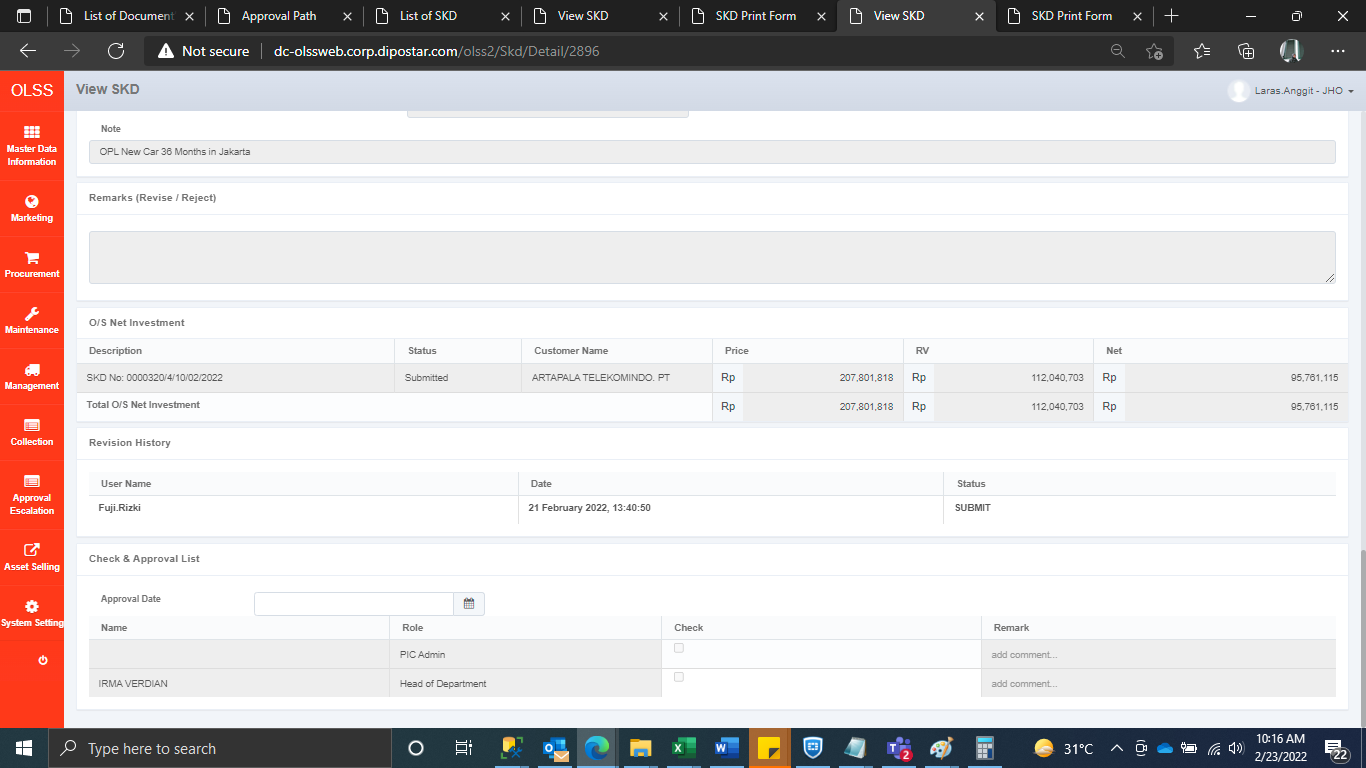 List of Document
Approval Path
List of SKD
View SKD
SKD Print Form
View SKD
SKD Print Form
Not secure
dc-olssweb.corp.dipostar.com/olss2/Skd/Detail/2896
OLSS
View SKD
Laras.Anggit - JHO
Master Data
Information
Marketing
Procurement
Maintenance
Management
Collection
Approval
Escalation
Asset Selling
System Setting
Note
OPL New Car 36 Months in Jakarta
Remarks (Revise / Reject)
O/S Net Investment
Description Status Customer Name Price RV Net
SKD No: 0000320/4/10/02/2022 Submitted ARTAPALA TELEKOMINDO. PT Rp 207,801,818 Rp 112,040,703 Rp 95,761,115
Total O/S Net Investment Rp 207,801,818 Rp 112,040,703 Rp 95,761,115
Revision History
User Name Date Status
Fuji.Rizki 21 February 2022, 13:40:50 SUBMIT
Check & Approval List
Approval Date
Name Role Check Remark
PIC Admin add comment...
IRMA VERDIAN Head of Department add comment...
Type here to search
2
31°C
10:16 AM
2/23/2022
22